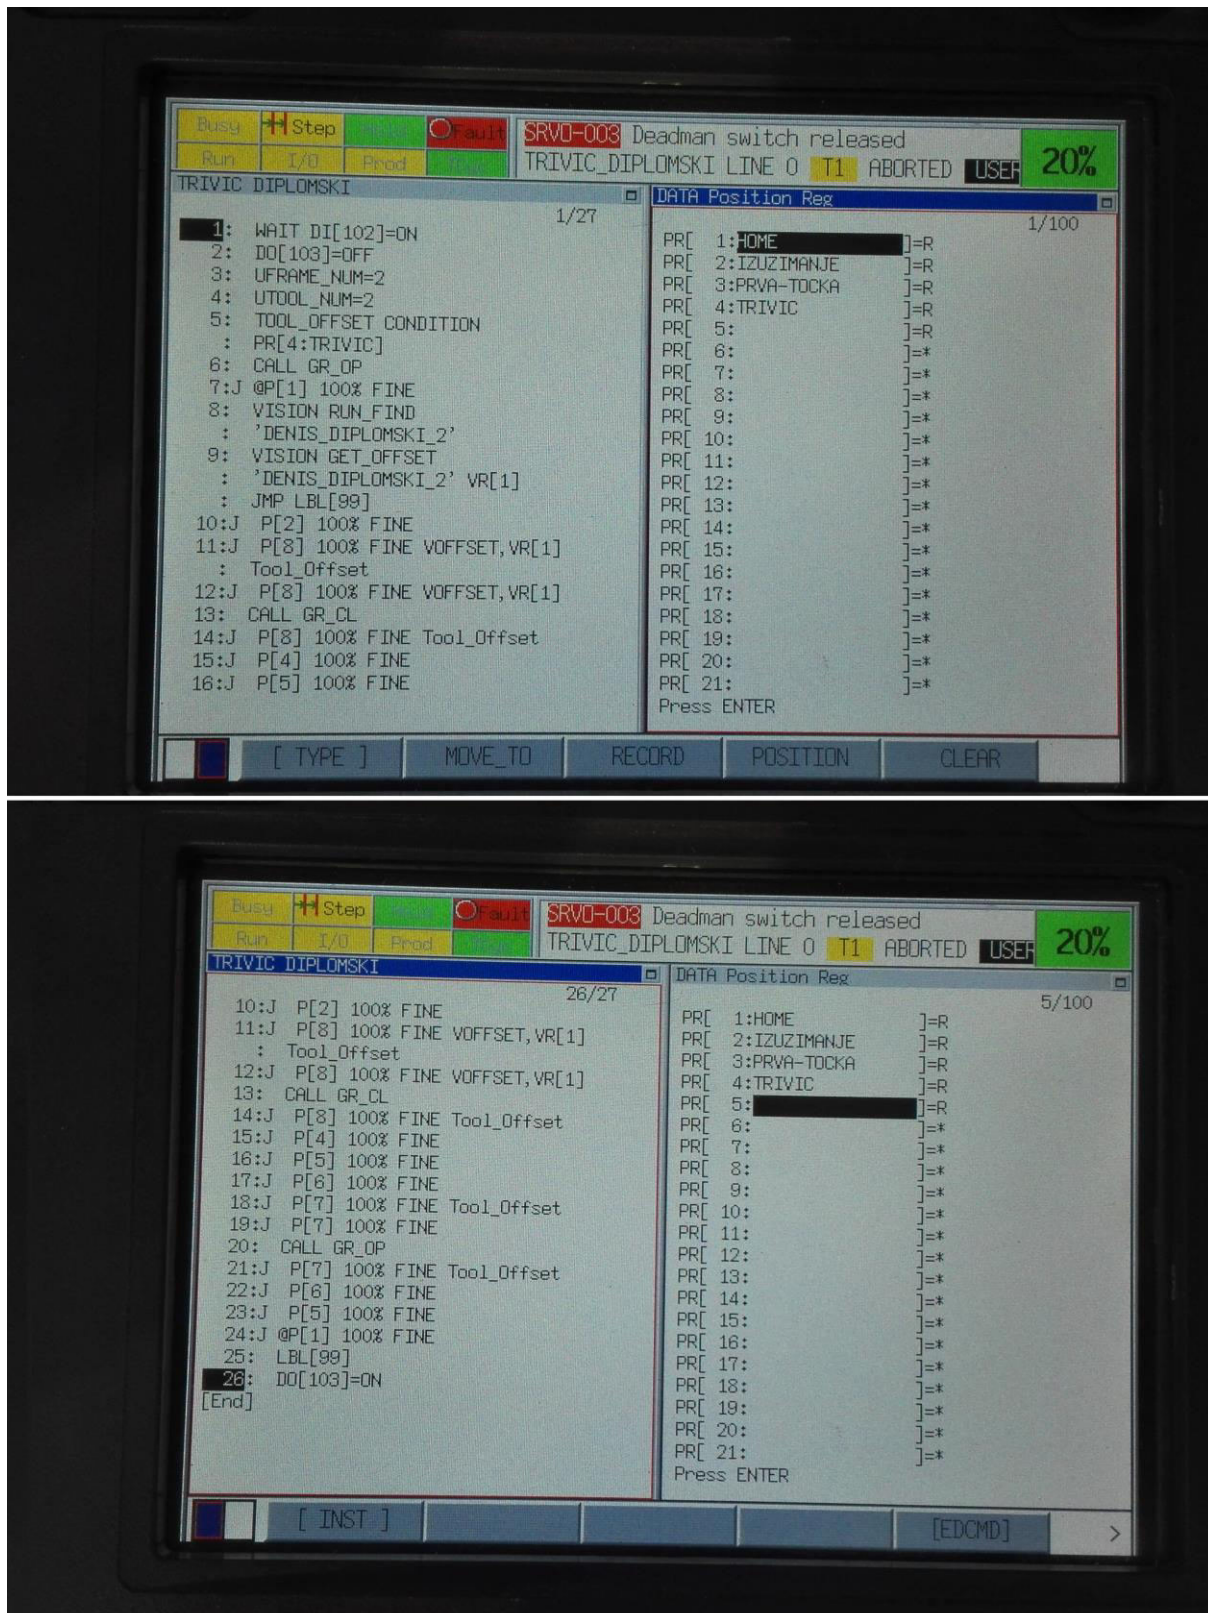 Busy Step Fault SRVO-003 Deadman switch released
Run I/O Prod TRIVIC_DIPLOMSKI LINE 0 T1 ABORTED USER 20%
TRIVIC DIPLOMSKI
1/27
1: WAIT DI[102]=ON
2: DO[103]=OFF
3: UFRAME_NUM=2
4: UTOOL_NUM=2
5: TOOL_OFFSET CONDITION
: PR[4:TRIVIC]
6: CALL GR_OP
7:J @P[1] 100% FINE
8: VISION RUN_FIND
: 'DENIS_DIPLOMSKI_2'
9: VISION GET_OFFSET
: 'DENIS_DIPLOMSKI_2' VR[1]
: JMP LBL[99]
10:J P[2] 100% FINE
11:J P[8] 100% FINE VOFFSET,VR[1]
: Tool_Offset
12:J P[8] 100% FINE VOFFSET,VR[1]
13: CALL GR_CL
14:J P[8] 100% FINE Tool_Offset
15:J P[4] 100% FINE
16:J P[5] 100% FINE
DATA Position Reg
1/100
PR[ 1:HOME ]=R
PR[ 2:IZUZIMANJE ]=R
PR[ 3:PRVA-TOCKA ]=R
PR[ 4:TRIVIC ]=R
PR[ 5: ]=R
PR[ 6: ]=*
PR[ 7: ]=*
PR[ 8: ]=*
PR[ 9: ]=*
PR[ 10: ]=*
PR[ 11: ]=*
PR[ 12: ]=*
PR[ 13: ]=*
PR[ 14: ]=*
PR[ 15: ]=*
PR[ 16: ]=*
PR[ 17: ]=*
PR[ 18: ]=*
PR[ 19: ]=*
PR[ 20: ]=*
PR[ 21: ]=*
Press ENTER
[ TYPE ] MOVE_TO RECORD POSITION CLEAR
Busy Step Fault SRVO-003 Deadman switch released
Run I/O Prod TRIVIC_DIPLOMSKI LINE 0 T1 ABORTED USER 20%
TRIVIC DIPLOMSKI
26/27
10:J P[2] 100% FINE
11:J P[8] 100% FINE VOFFSET,VR[1]
: Tool_Offset
12:J P[8] 100% FINE VOFFSET,VR[1]
13: CALL GR_CL
14:J P[8] 100% FINE Tool_Offset
15:J P[4] 100% FINE
16:J P[5] 100% FINE
17:J P[6] 100% FINE
18:J P[7] 100% FINE Tool_Offset
19:J P[7] 100% FINE
20: CALL GR_OP
21:J P[7] 100% FINE Tool_Offset
22:J P[6] 100% FINE
23:J P[5] 100% FINE
24:J @P[1] 100% FINE
25: LBL[99]
26: DO[103]=ON
[End]
DATA Position Reg
5/100
PR[ 1:HOME ]=R
PR[ 2:IZUZIMANJE ]=R
PR[ 3:PRVA-TOCKA ]=R
PR[ 4:TRIVIC ]=R
PR[ 5: ]=R
PR[ 6: ]=*
PR[ 7: ]=*
PR[ 8: ]=*
PR[ 9: ]=*
PR[ 10: ]=*
PR[ 11: ]=*
PR[ 12: ]=*
PR[ 13: ]=*
PR[ 14: ]=*
PR[ 15: ]=*
PR[ 16: ]=*
PR[ 17: ]=*
PR[ 18: ]=*
PR[ 19: ]=*
PR[ 20: ]=*
PR[ 21: ]=*
Press ENTER
[ INST ] [EDCMD] >